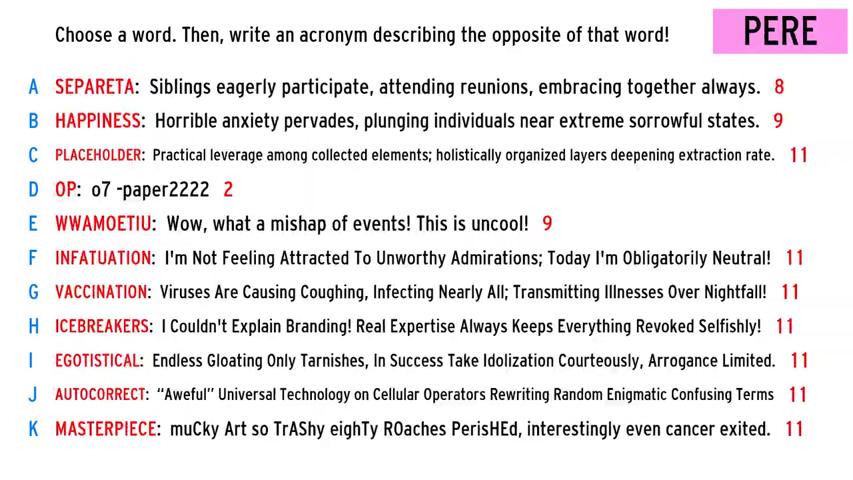 Choose a word. Then, write an acronym describing the opposite of that word!
PERE
A SEPARETA: Siblings eagerly participate, attending reunions, embracing together always. 8
B HAPPINESS: Horrible anxiety pervades, plunging individuals near extreme sorrowful states. 9
C PLACEHOLDER: Practical leverage among collected elements; holistically organized layers deepening extraction rate. 11
D OP: o7 -paper2222 2
E WWAMOETIU: Wow, what a mishap of events! This is uncool! 9
F INFATUATION: I'm Not Feeling Attracted To Unworthy Admirations; Today I'm Obligatorily Neutral! 11
G VACCINATION: Viruses Are Causing Coughing, Infecting Nearly All; Transmitting Illnesses Over Nightfall! 11
H ICEBREAKERS: I Couldn't Explain Branding! Real Expertise Always Keeps Everything Revoked Selfishly! 11
I EGOTISTICAL: Endless Gloating Only Tarnishes, In Success Take Idolization Courteously, Arrogance Limited. 11
J AUTOCORRECT: “Aweful” Universal Technology on Cellular Operators Rewriting Random Enigmatic Confusing Terms 11
K MASTERPIECE: muCky Art so TrAShy eighTy ROaches PerisHEd, interestingly even cancer exited. 11